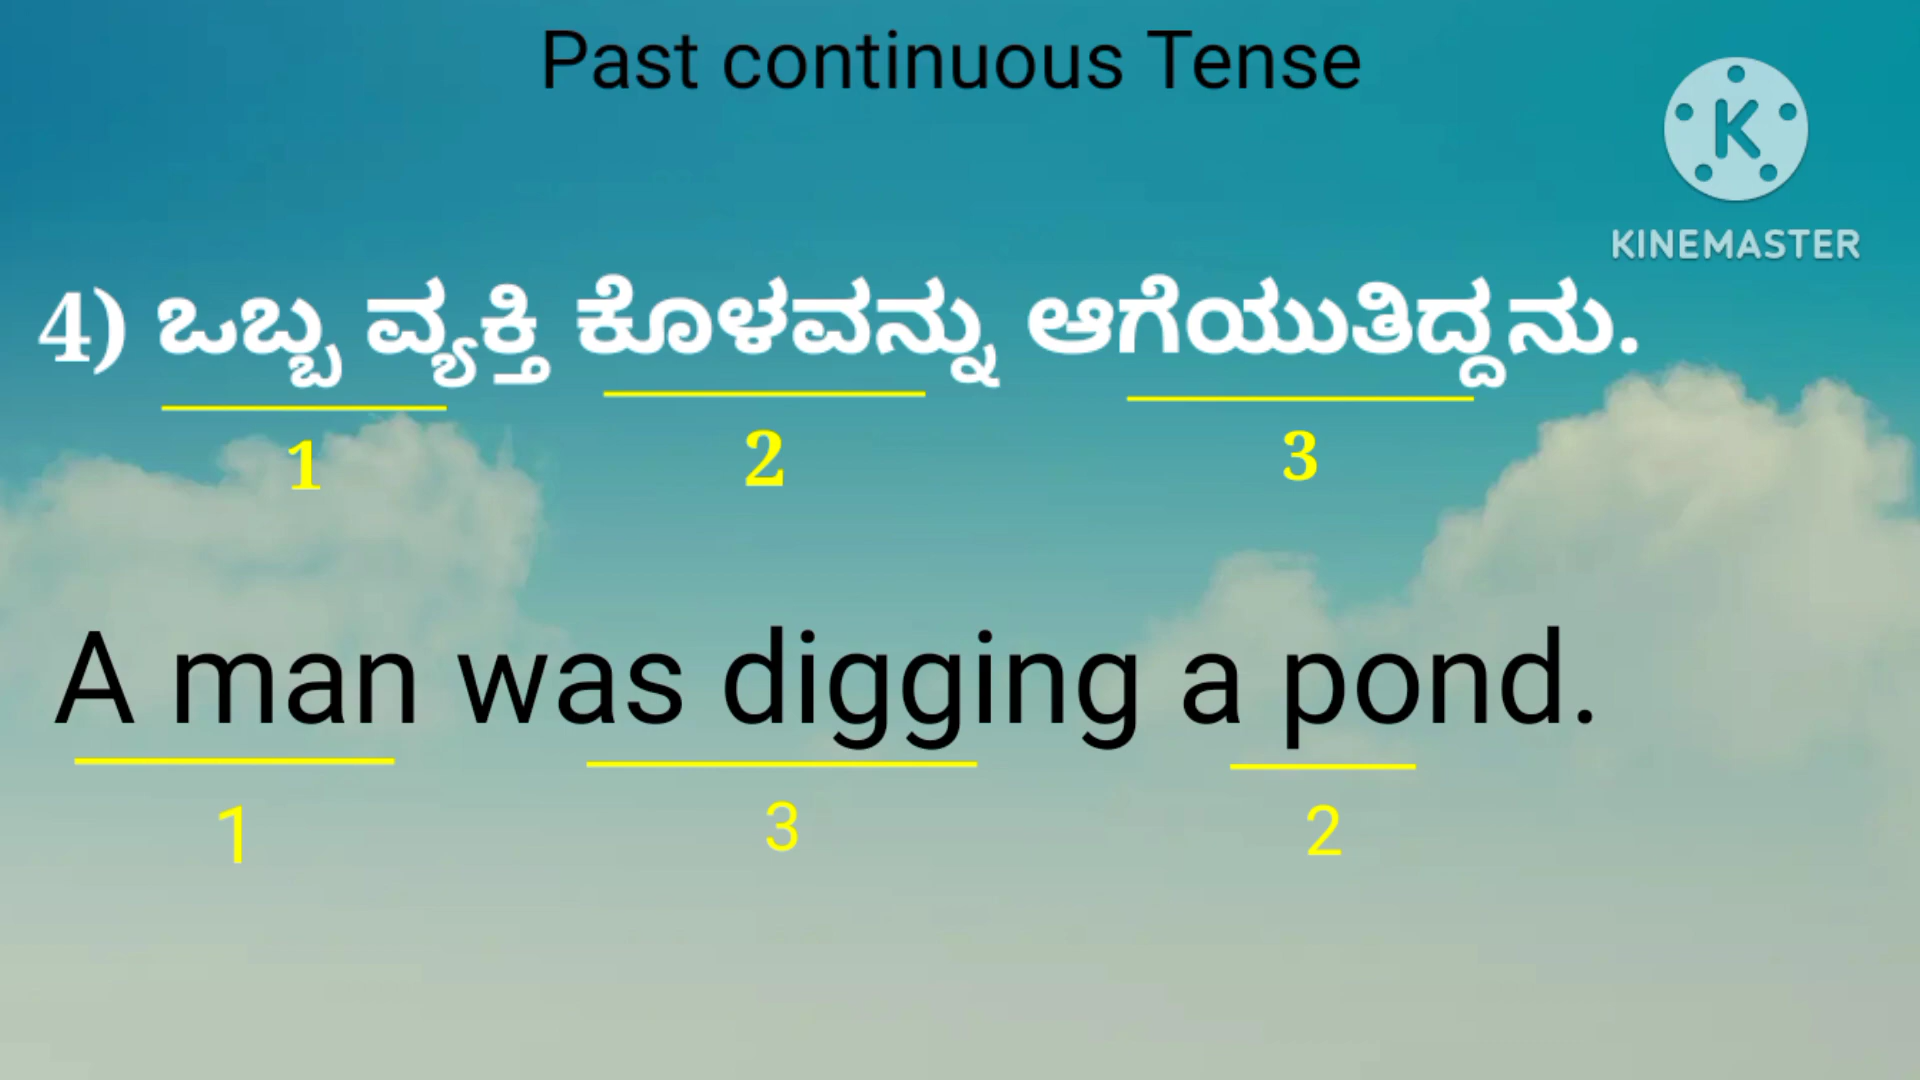 Past continuous Tense
K
KINEMASTER
4) ಒಬ್ಬ ವ್ಯಕ್ತಿ ಕೊಳವನ್ನು ಆಗೆಯುತಿದ್ದನು.
1 2 3
A man was digging a pond.
1 3 2